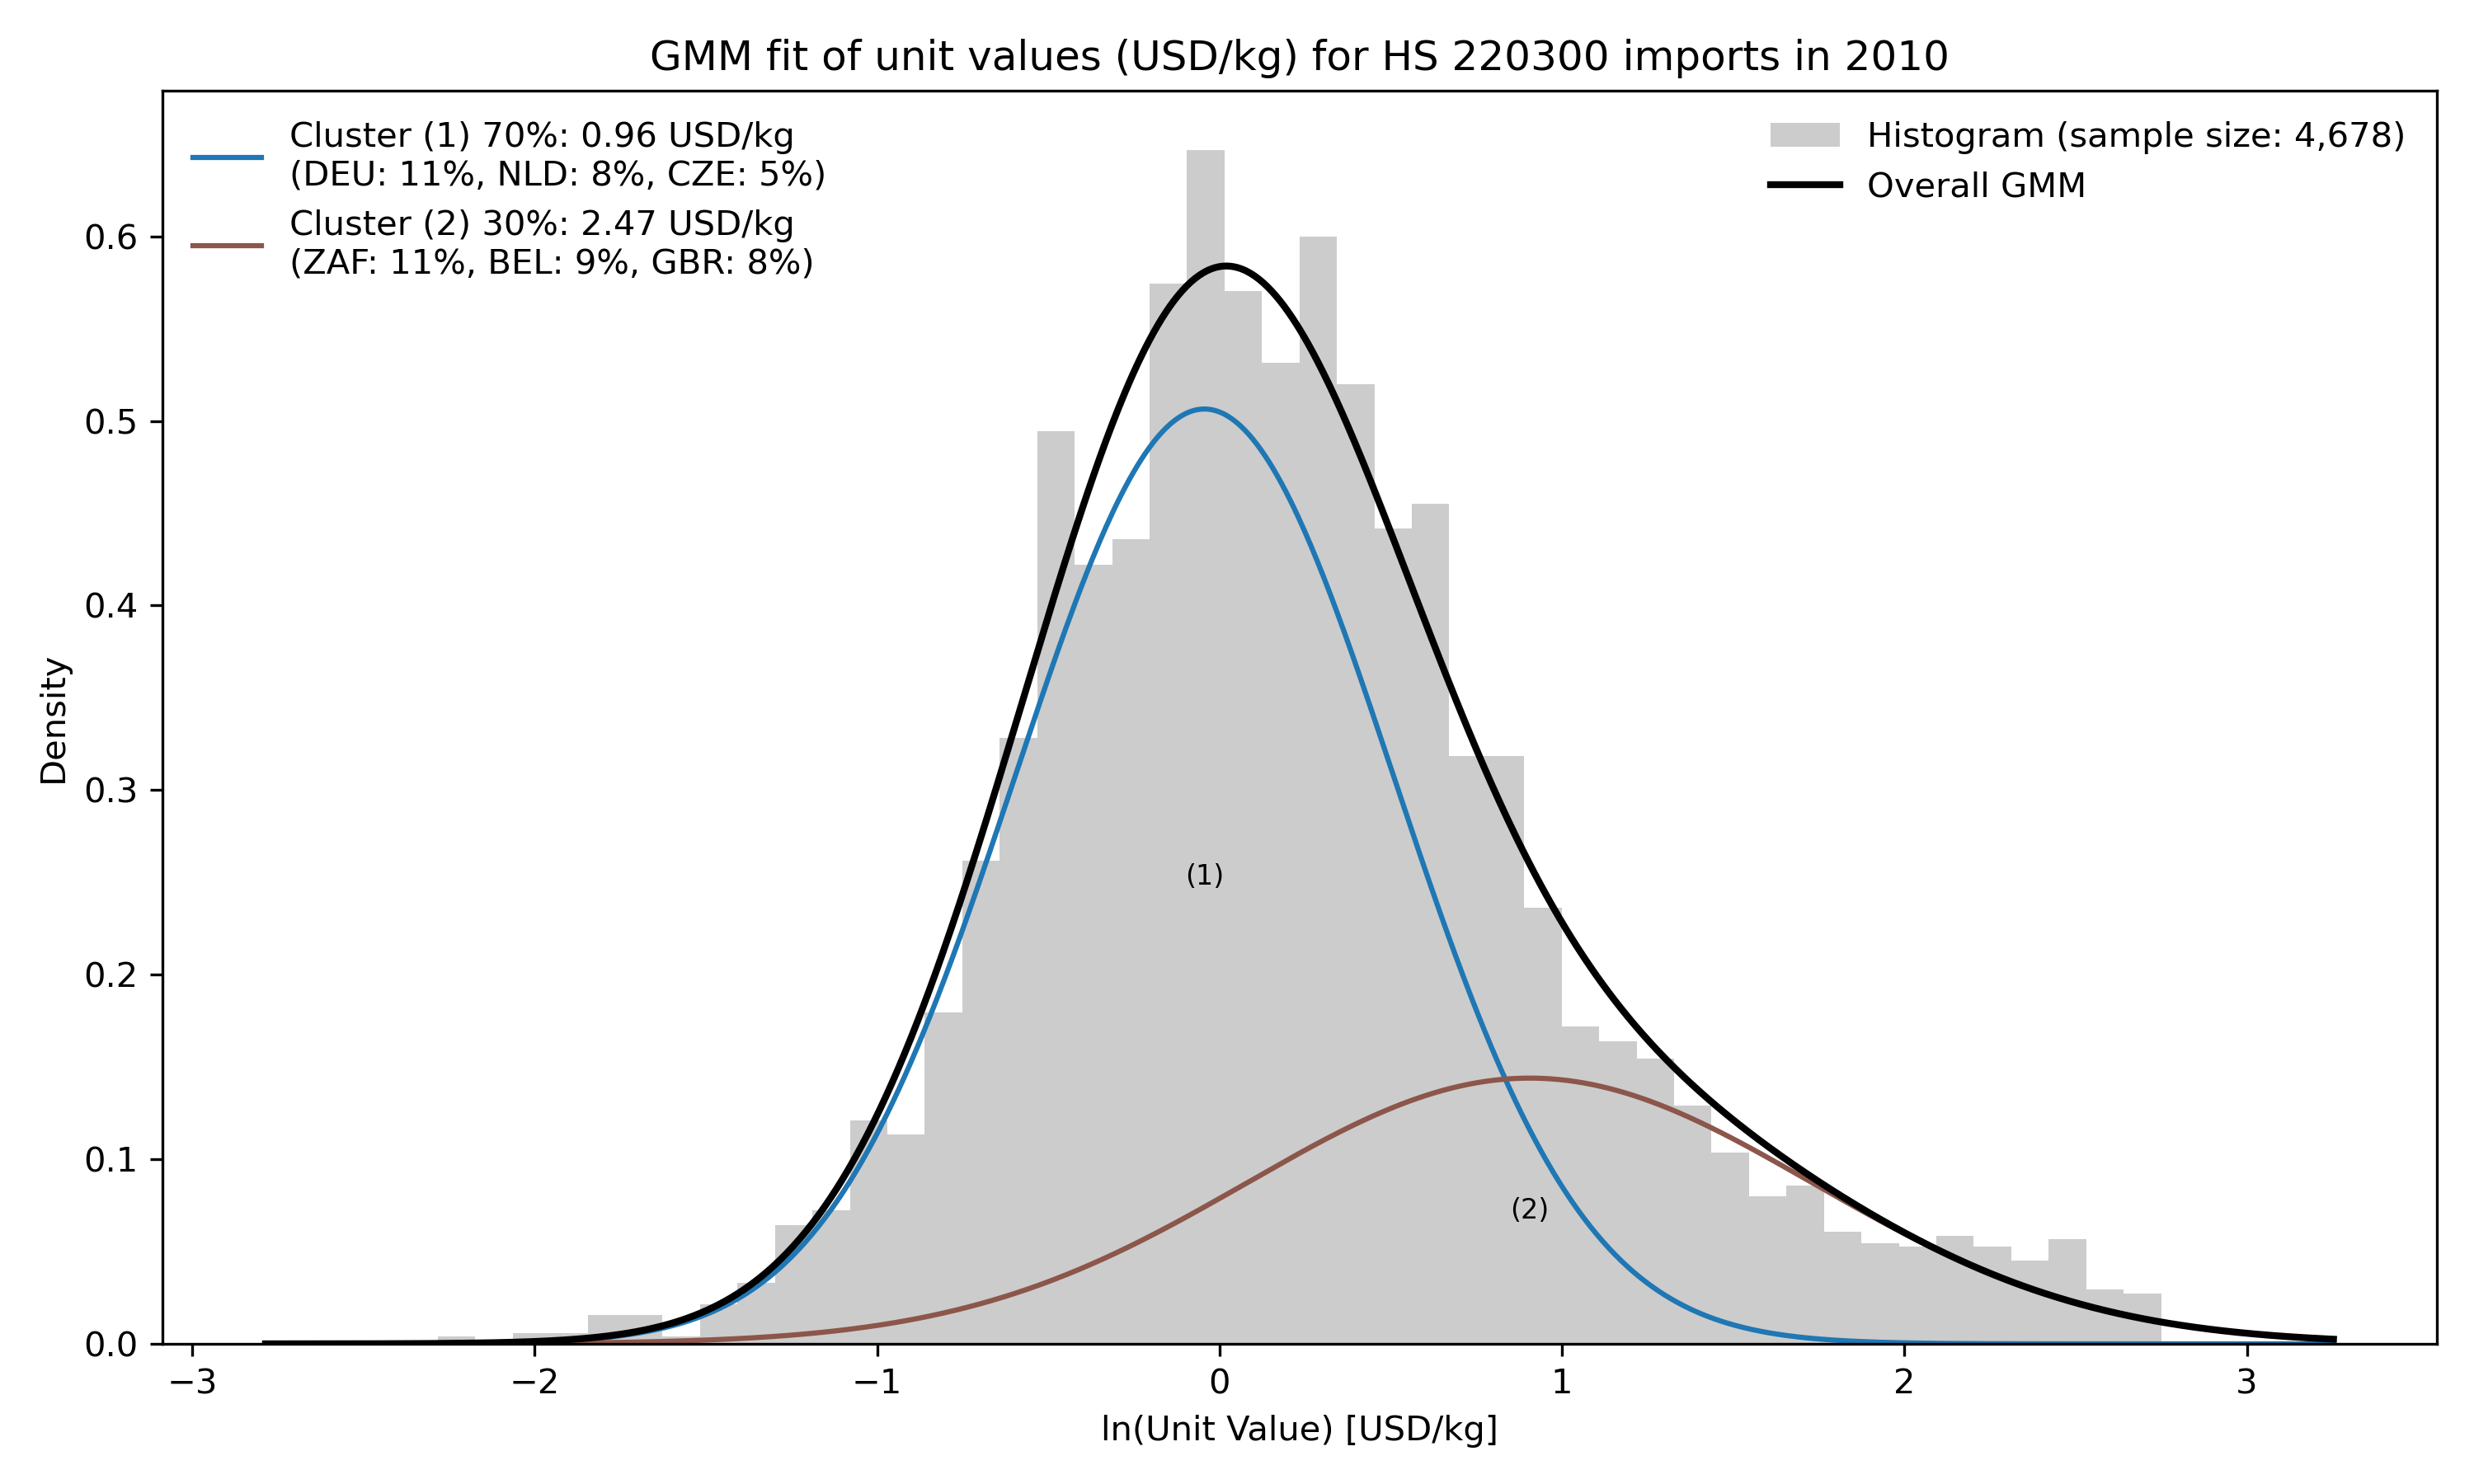 GMM fit of unit values (USD/kg) for HS 220300 imports in 2010
Cluster (1) 70%: 0.96 USD/kg
(DEU: 11%, NLD: 8%, CZE: 5%)
Cluster (2) 30%: 2.47 USD/kg
(ZAF: 11%, BEL: 9%, GBR: 8%)
Histogram (sample size: 4,678)
Overall GMM
0.6
0.5
0.4
0.3
0.2
0.1
0.0
Density
(1)
(2)
−3
−2
−1
0
1
2
3
ln(Unit Value) [USD/kg]